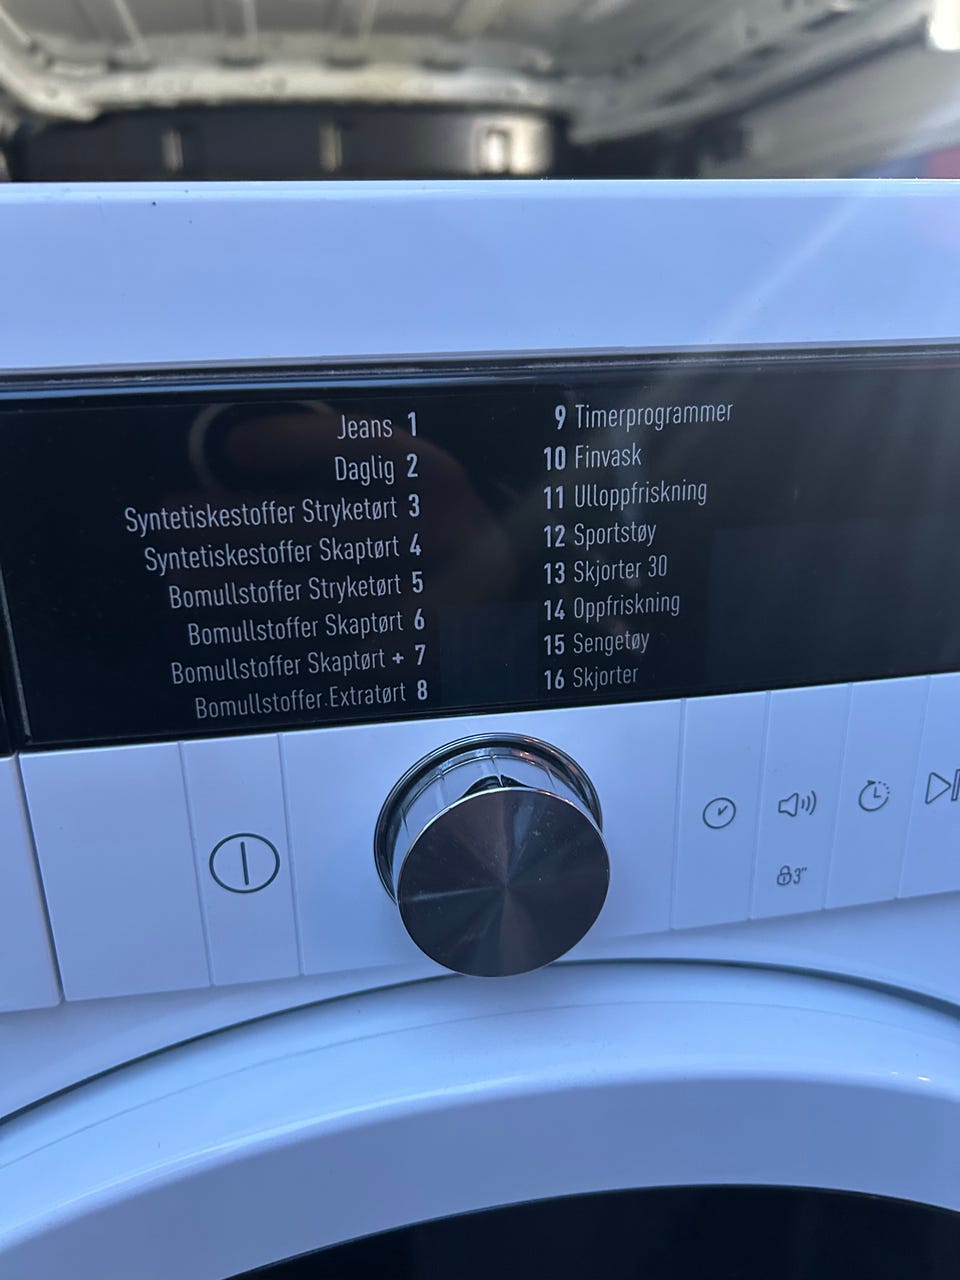 Jeans 1
Daglig 2
Syntetiskestoffer Stryketørt 3
Syntetiskestoffer Skaptørt 4
Bomullstoffer Stryketørt 5
Bomullstoffer Skaptørt 6
Bomullstoffer Skaptørt + 7
Bomullstoffer Extratørt 8
9 Timerprogrammer
10 Finvask
11 Ulloppfriskning
12 Sportstøy
13 Skjorter 30
14 Oppfriskning
15 Sengetøy
16 Skjorter
3"